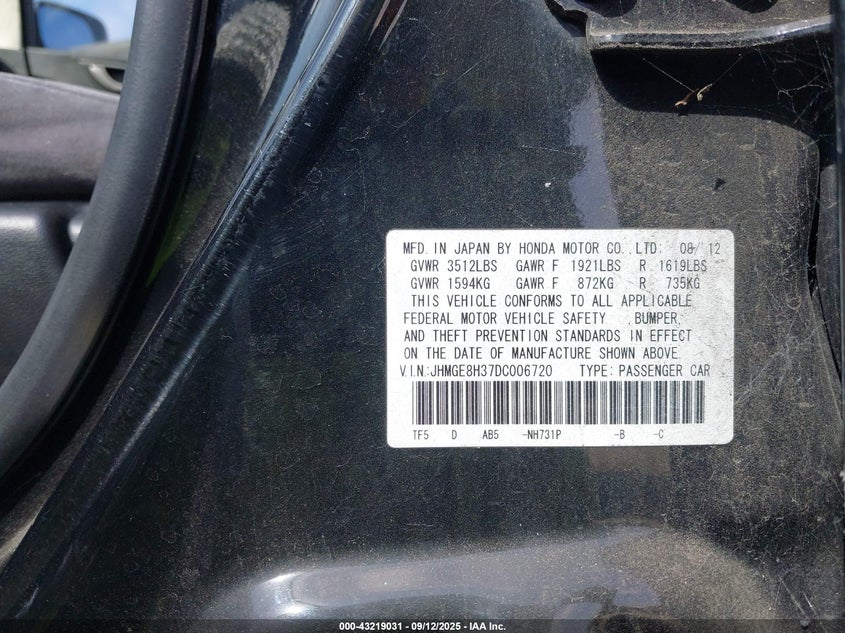 MFD. IN JAPAN BY HONDA MOTOR CO., LTD. 08/ 12
GVWR 3512LBS GAWR F 1921LBS R 1619LBS
GVWR 1594KG GAWR F 872KG R 735KG
THIS VEHICLE CONFORMS TO ALL APPLICABLE
FEDERAL MOTOR VEHICLE SAFETY BUMPER,
AND THEFT PREVENTION STANDARDS IN EFFECT
ON THE DATE OF MANUFACTURE SHOWN ABOVE.
V.I.N.:JHMGE8H37DC006720 TYPE: PASSENGER CAR
TF5 D AB5 -NH731P -B -C
000-43219031 - 09/12/2025 - IAA Inc.